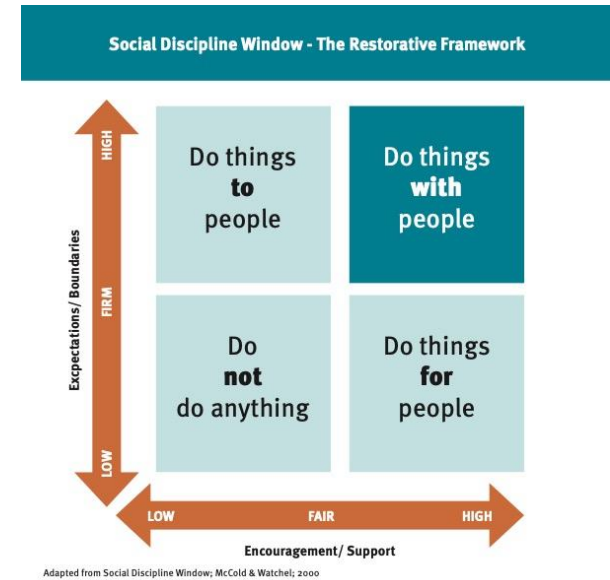 Social Discipline Window - The Restorative Framework
HIGH
FIRM
LOW
Excpectations/ Boundaries
Do things
to
people
Do things
with
people
Do
not
do anything
Do things
for
people
LOW
FAIR
HIGH
Encouragement/ Support
Adapted from Social Discipline Window; McCold & Watchel; 2000